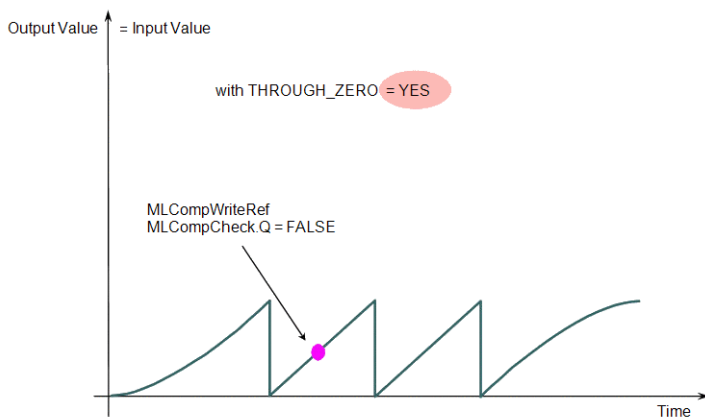 Output Value = Input Value
with THROUGH_ZERO = YES
MLCompWriteRef
MLCompCheck.Q = FALSE
Time